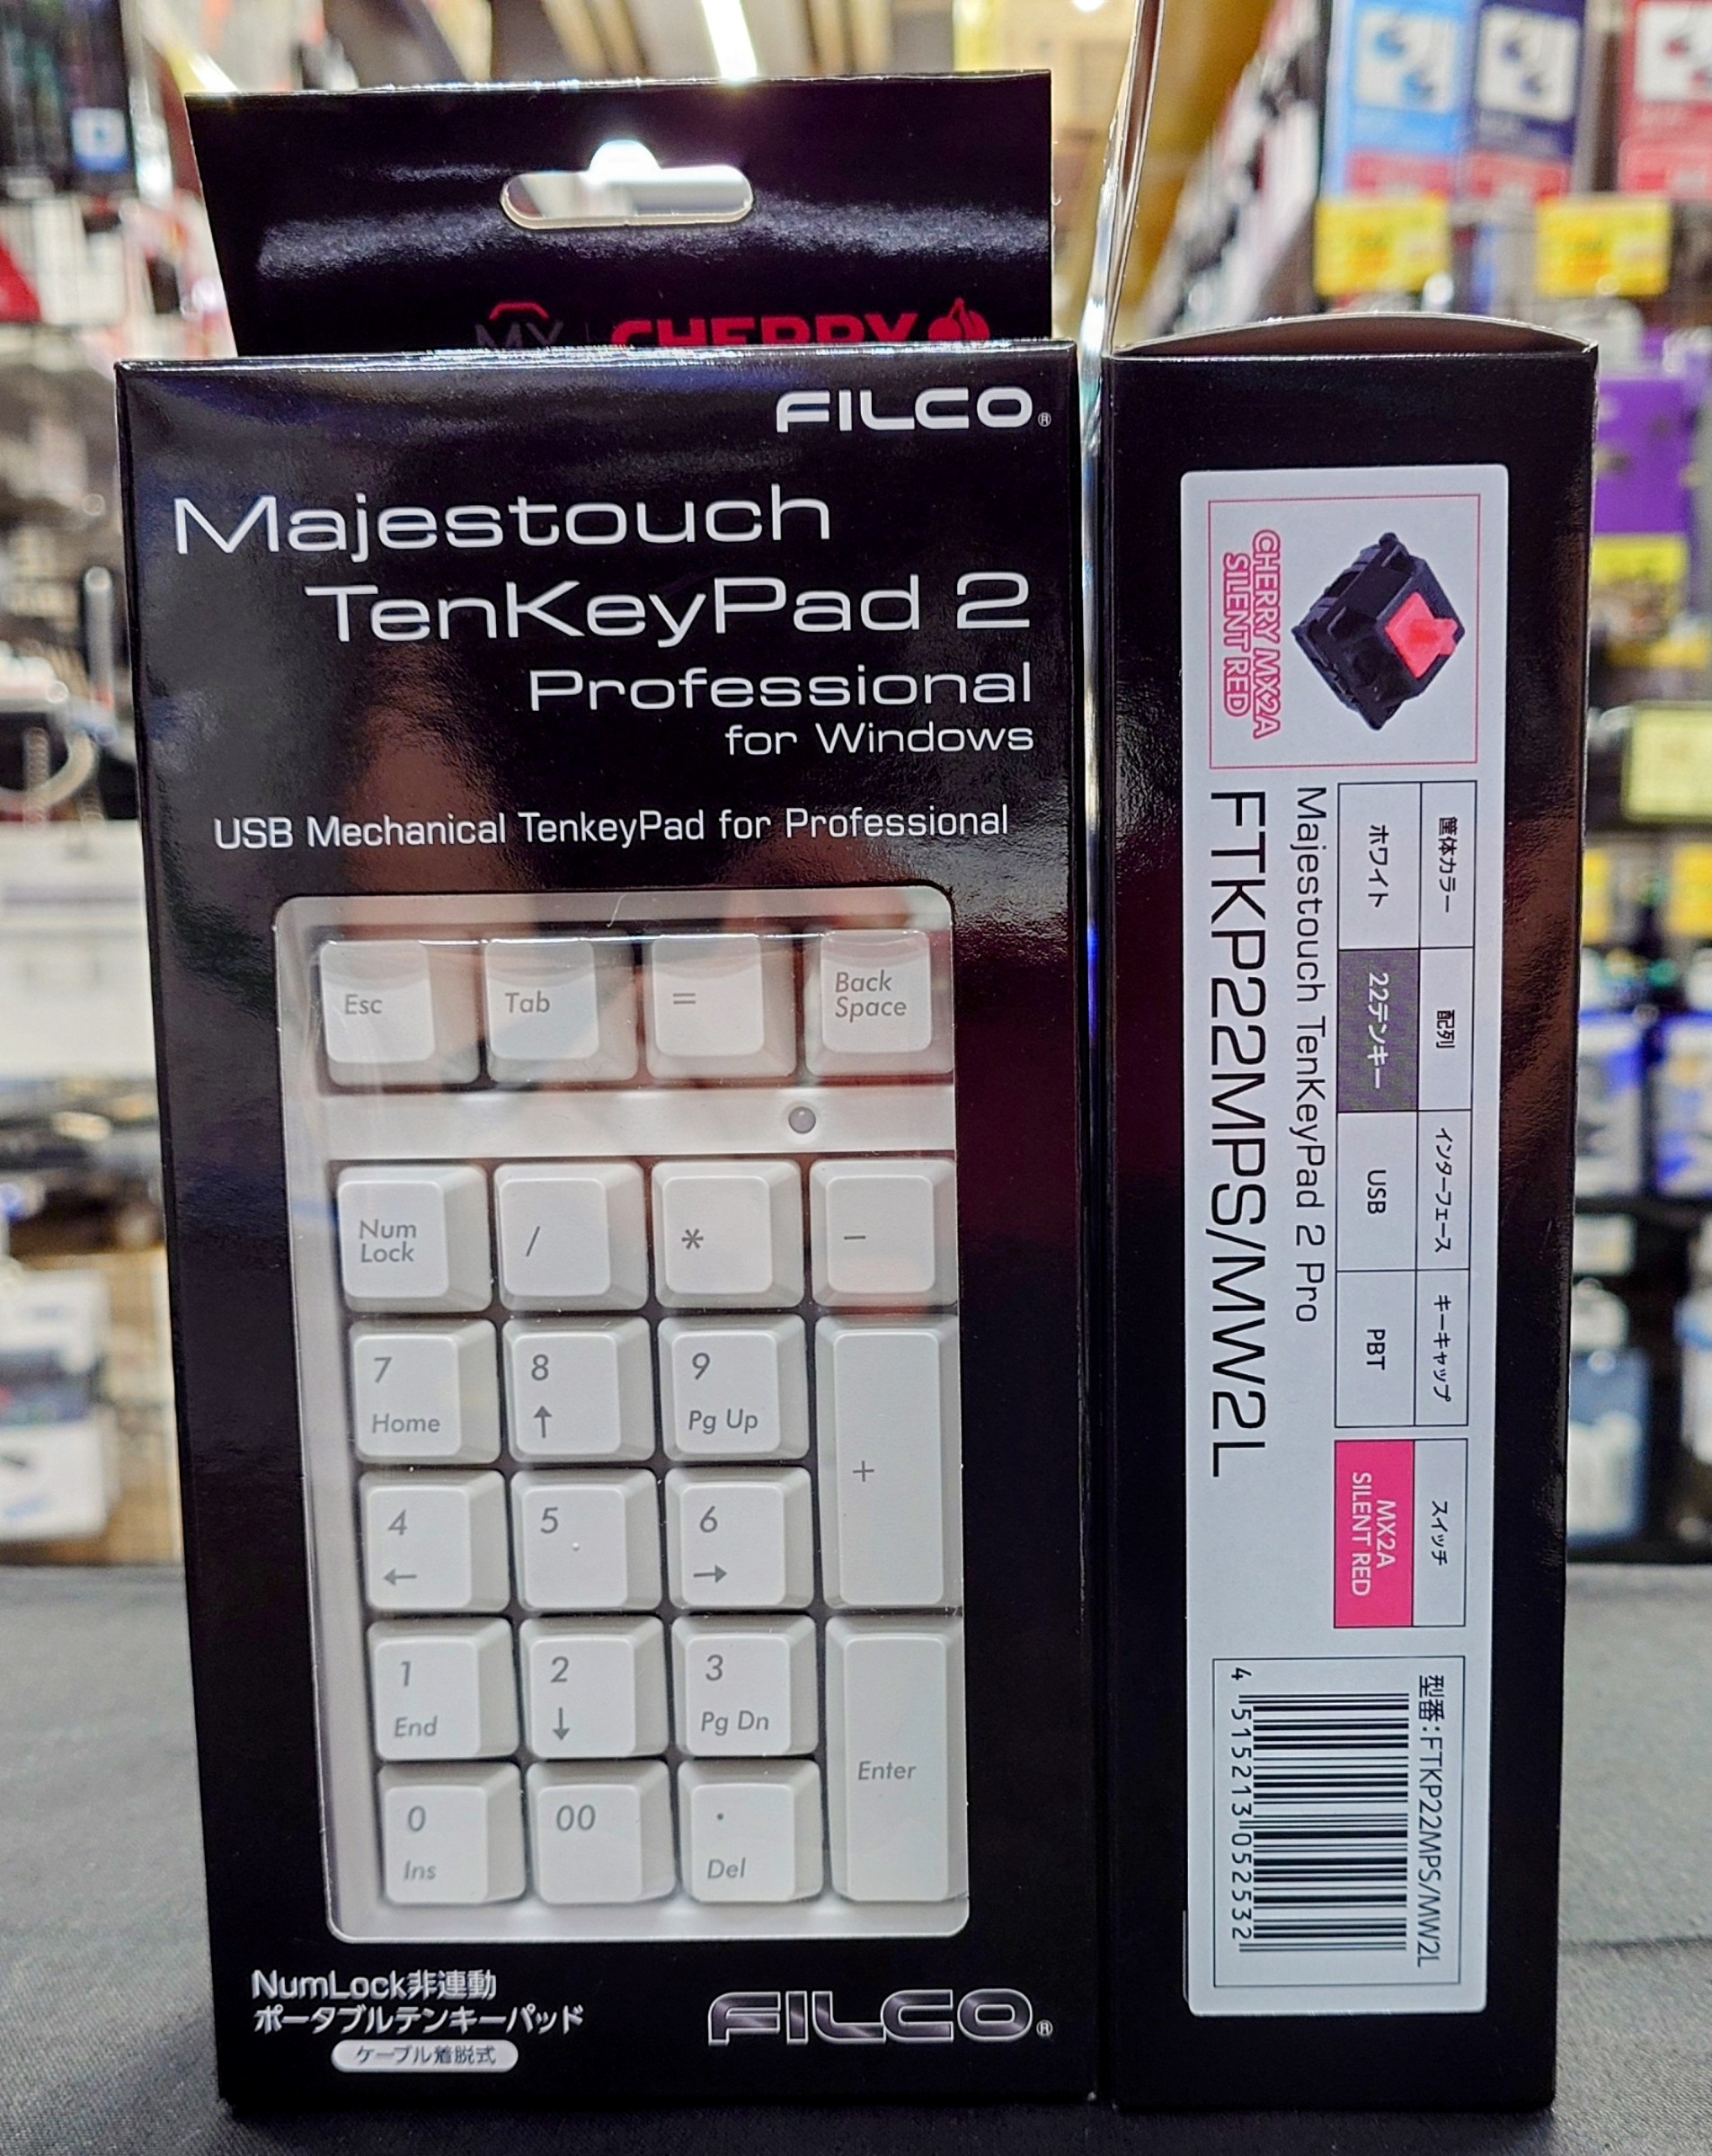 MX CHERRY
FILCO®
Majestouch
TenKeyPad 2
Professional
for Windows
USB Mechanical TenkeyPad for Professional
Esc Tab = Back Space
Num Lock / * -
7 Home 8 ↑ 9 Pg Up +
4 ← 5 6 →
1 End 2 ↓ 3 Pg Dn Enter
0 Ins 00 . Del
NumLock非連動
ポータブルテンキーパッド
ケーブル着脱式
FILCO®
CHERRY MX2A
SILENT RED
筐体カラー 配列 インターフェース キーキャップ スイッチ
ホワイト 22テンキー USB PBT MX2A SILENT RED
Majestouch TenKeyPad 2 Pro
FTKP22MPS/MW2L
型番:FTKP22MPS/MW2L
4 515213 052532